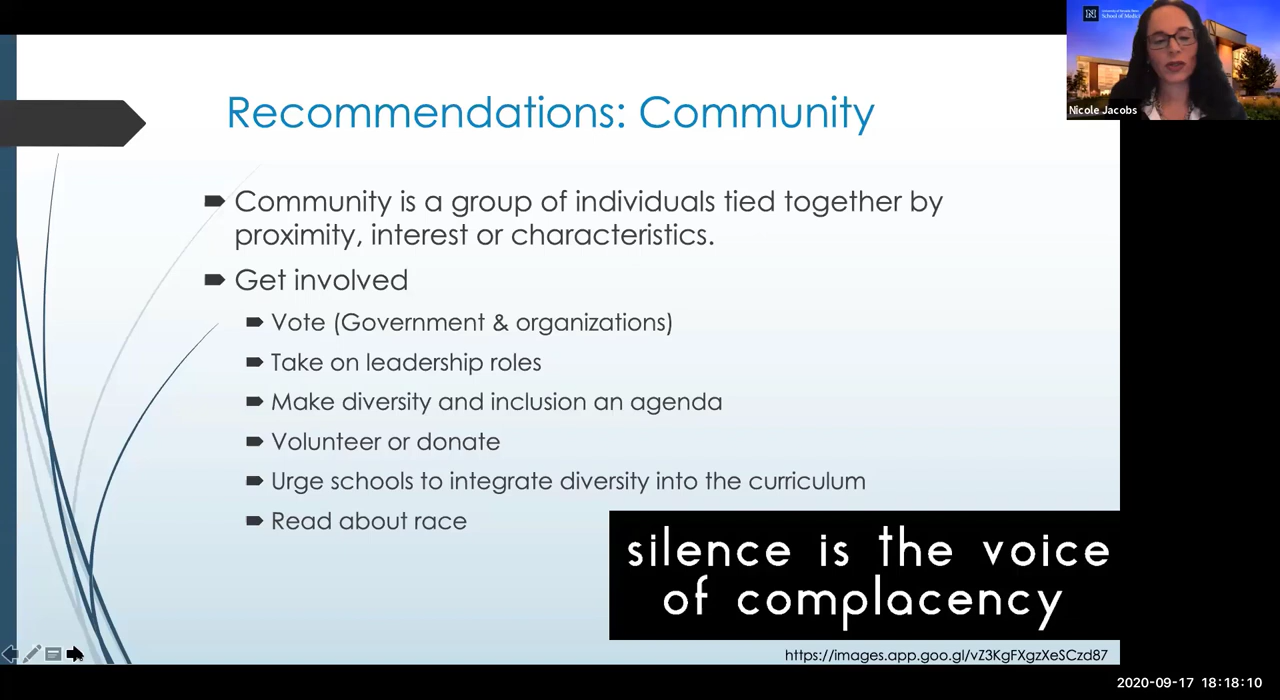 Recommendations: Community
Community is a group of individuals tied together by
proximity, interest or characteristics.
Get involved
Vote (Government & organizations)
Take on leadership roles
Make diversity and inclusion an agenda
Volunteer or donate
Urge schools to integrate diversity into the curriculum
Read about race
silence is the voice
of complacency
https://images.app.goo.gl/vZ3KgFXgzXeSCzd87
School of Medic
Nicole Jacobs
2020-09-17 18:18:10